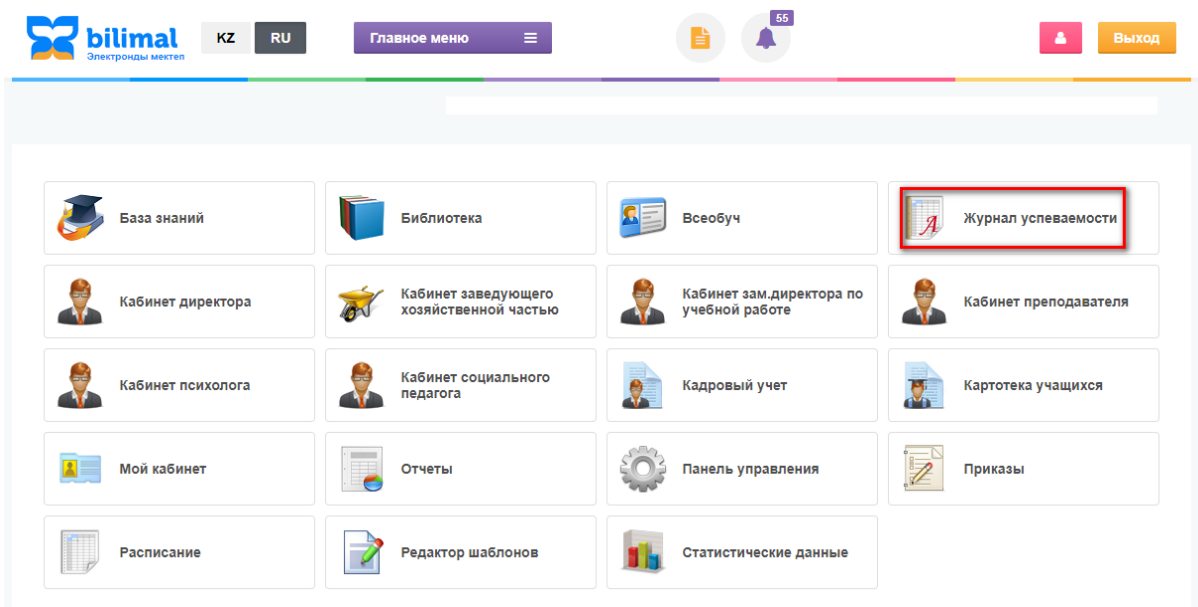 bilimal
Электронды мектеп
KZ
RU
Главное меню
55
Выход
База знаний
Библиотека
Всеобуч
Журнал успеваемости
Кабинет директора
Кабинет заведующего
хозяйственной частью
Кабинет зам.директора по
учебной работе
Кабинет преподавателя
Кабинет психолога
Кабинет социального
педагога
Кадровый учет
Картотека учащихся
Мой кабинет
Отчеты
Панель управления
Приказы
Расписание
Редактор шаблонов
Статистические данные